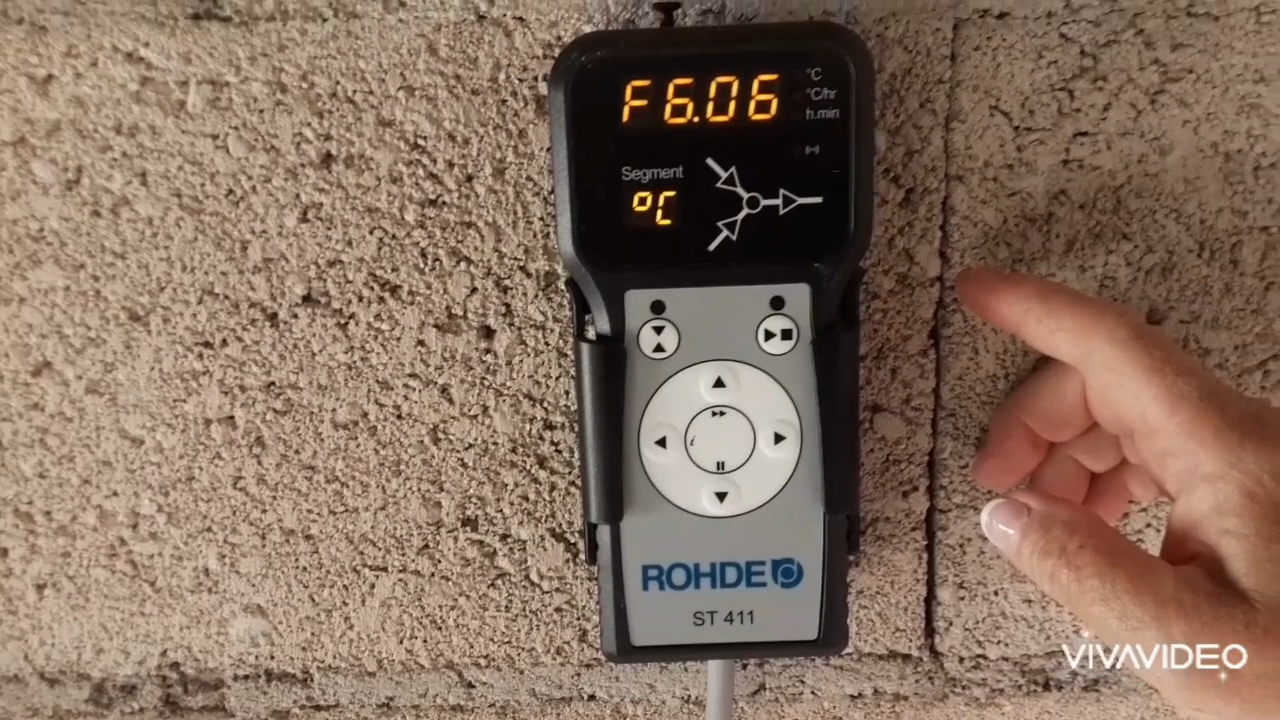 F6.06
°C
°C/hr
h.min
Segment
°C
ROHDE
ST 411
VIVAVIDEO